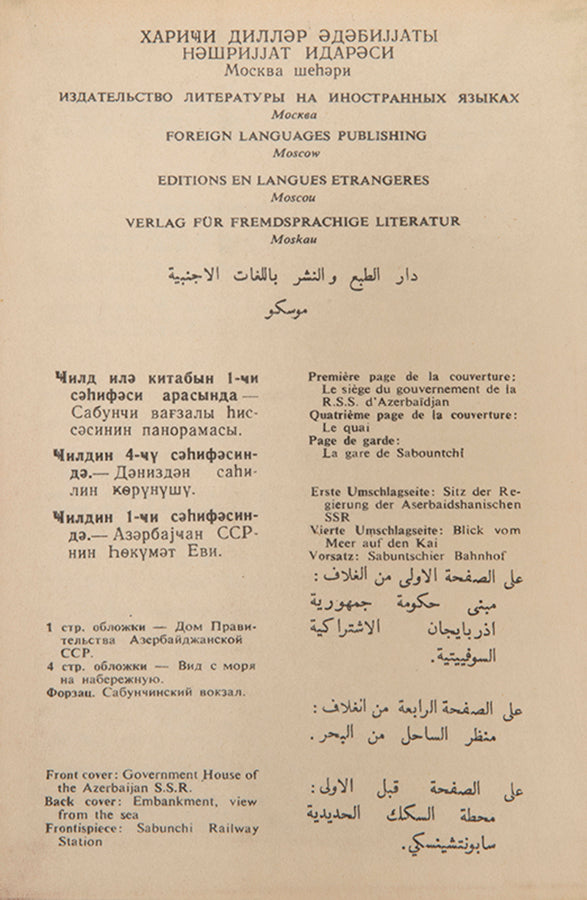 ХАРИҸИ ДИЛЛӘР ӘДӘБИЈЈАТЫ
НӘШРИЈЈАТ ИДАРӘСИ
Москва шеһәри
ИЗДАТЕЛЬСТВО ЛИТЕРАТУРЫ НА ИНОСТРАННЫХ ЯЗЫКАХ
Москва
FOREIGN LANGUAGES PUBLISHING
Moscow
EDITIONS EN LANGUES ETRANGERES
Moscou
VERLAG FÜR FREMDSPRACHIGE LITERATUR
Moskau
دار الطبع والنشر باللغات الاجنبية
موسكو
Ҹилд илә китабын 1-чи
сәһифәси арасында —
Сабунчи вағзалы һис-
сәсинин панорамасы.
Ҹилдин 4-чү сәһифәсин-
дә.— Дәниздән саһи-
лин көрүнүшү.
Ҹилдин 1-чи сәһифәсин-
дә.— Азәрбајҹан ССР-
нин Һөкүмәт Еви.
1 стр. обложки — Дом Прави-
тельства Азербайджанской
ССР.
4 стр. обложки — Вид с моря
на набережную.
Форзац. Сабунчинский вокзал.
Front cover: Government House of
the Azerbaijan S.S.R.
Back cover: Embankment, view
from the sea
Frontispiece: Sabunchi Railway
Station
Première page de la couverture:
Le siège du gouvernement de la
R.S.S. d'Azerbaïdjan
Quatrième page de la couverture:
Le quai
Page de garde:
La gare de Sabountchi
Erste Umschlagseite: Sitz der Re-
gierung der Aserbaidshanischen
SSR
Vierte Umschlagseite: Blick vom
Meer auf den Kai
Vorsatz: Sabuntschier Bahnhof
على الصفحة الاولى من الغلاف:
مبنى حكومة جمهورية
اذربايجان الاشتراكية
السوفييتية.
على الصفحة الرابعة من الغلاف:
منظر الساحل من البحر.
على الصفحة قبل الاولى:
محطة السكك الحديدية
سابونتشينسكي.